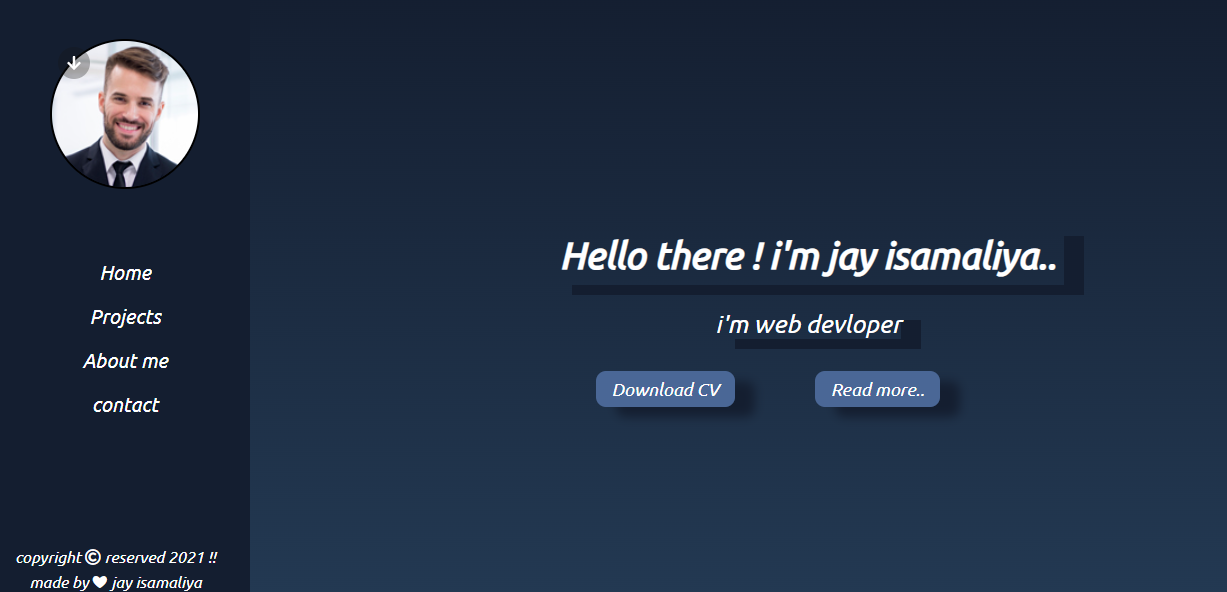 Home
Projects
About me
contact
copyright © reserved 2021 !!
made by ♥ jay isamaliya
Hello there ! i'm jay isamaliya..
i'm web devloper
Download CV
Read more..